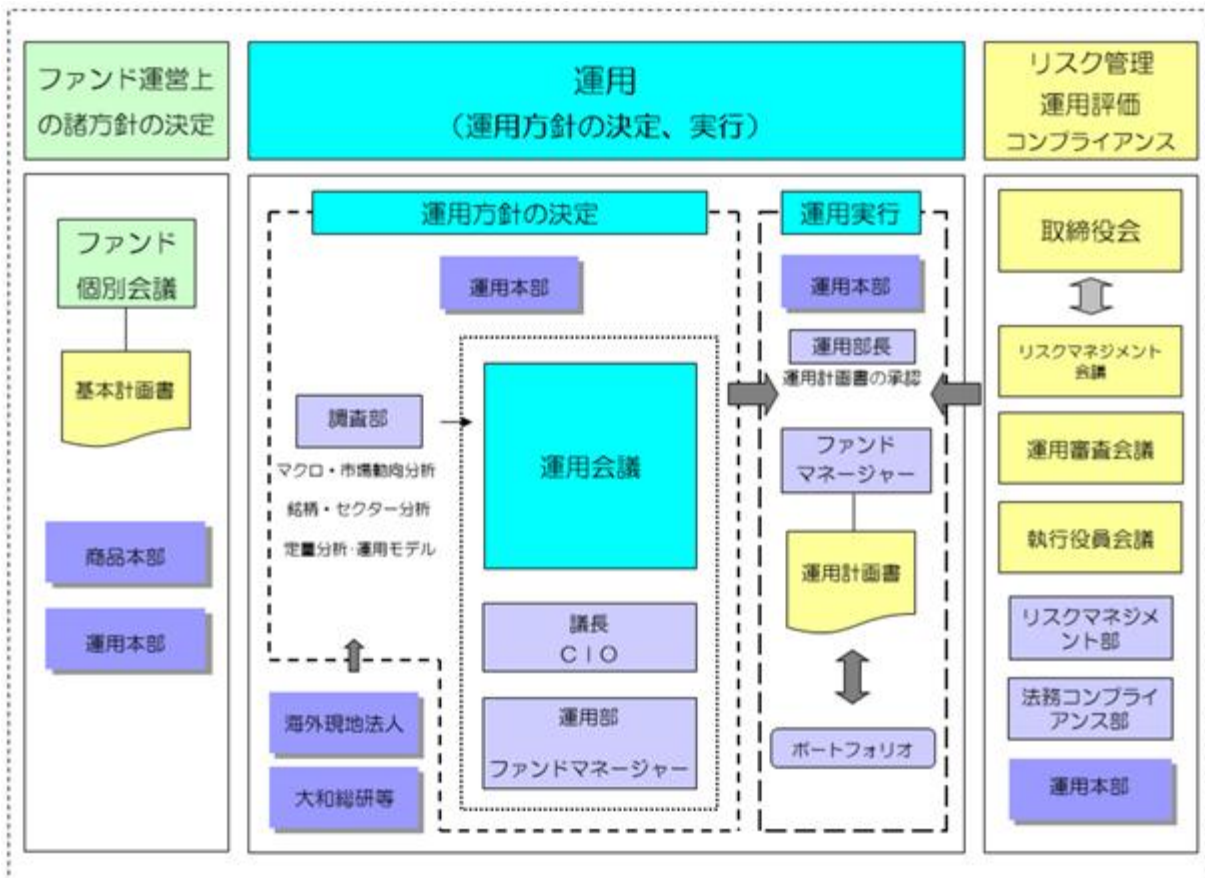 ファンド運営上
の諸方針の決定
運用
（運用方針の決定、実行）
リスク管理
運用評価
コンプライアンス
ファンド
個別会議
基本計画書
商品本部
運用本部
運用方針の決定
運用本部
調査部
マクロ・市場動向分析
銘柄・セクター分析
定量分析・運用モデル
運用会議
議長
ＣＩＯ
運用部
ファンドマネージャー
海外現地法人
大和総研等
運用実行
運用本部
運用部長
運用計画書の承認
ファンド
マネージャー
運用計画書
ポートフォリオ
取締役会
リスクマネジメント
会議
運用審査会議
執行役員会議
リスクマネジメ
ント部
法務コンプライ
アンス部
運用本部